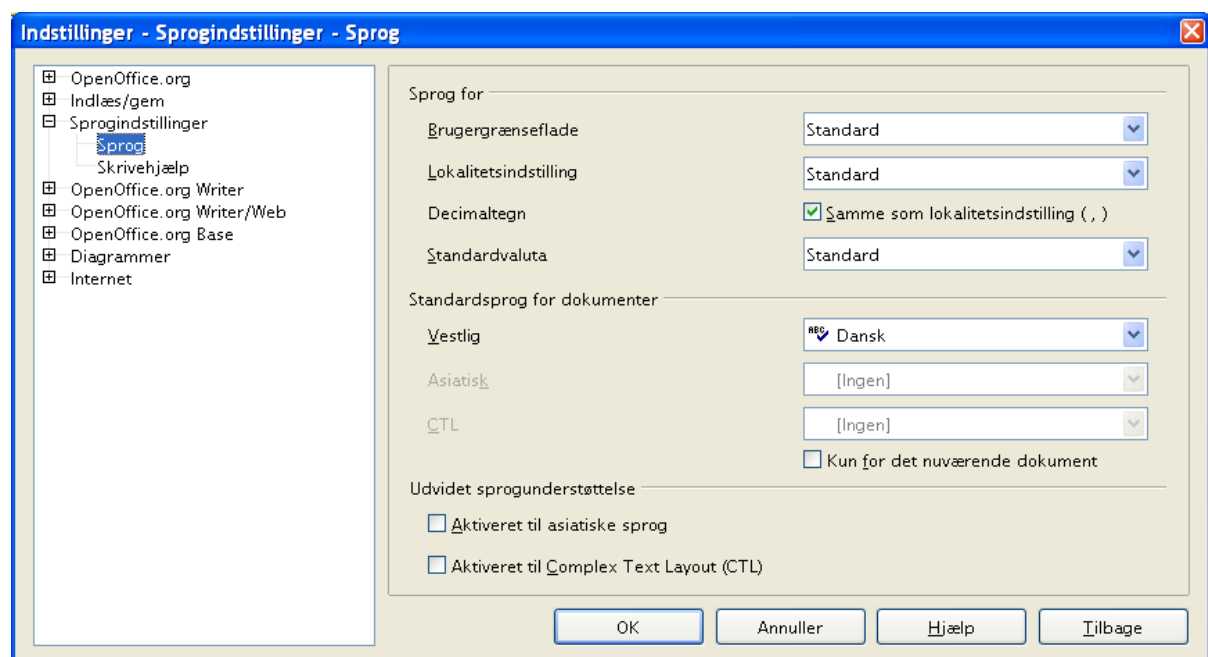 Indstillinger - Sprogindstillinger - Sprog
OpenOffice.org
Indlæs/gem
Sprogindstillinger
Sprog
Skrivehjælp
OpenOffice.org Writer
OpenOffice.org Writer/Web
OpenOffice.org Base
Diagrammer
Internet
Sprog for
Brugergrænseflade Standard
Lokalitetsindstilling Standard
Decimaltegn Samme som lokalitetsindstilling ( , )
Standardvaluta Standard
Standardsprog for dokumenter
Vestlig ABC Dansk
Asiatisk [Ingen]
CTL [Ingen]
Kun for det nuværende dokument
Udvidet sprogunderstøttelse
Aktiveret til asiatiske sprog
Aktiveret til Complex Text Layout (CTL)
OK Annuller Hjælp Tilbage